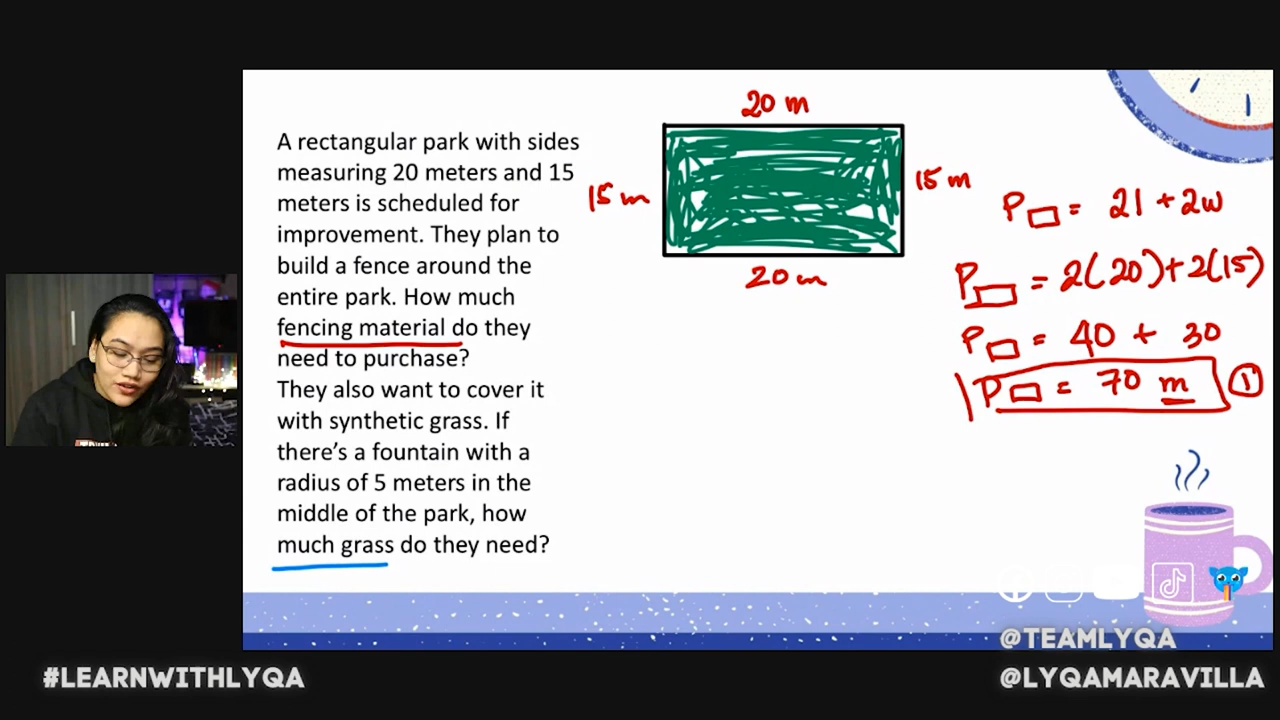 20 m
A rectangular park with sides
measuring 20 meters and 15
meters is scheduled for
improvement. They plan to
build a fence around the
entire park. How much
fencing material do they
need to purchase?
They also want to cover it
with synthetic grass. If
there's a fountain with a
radius of 5 meters in the
middle of the park, how
much grass do they need?
15 m
15 m
20 m
P▭ = 2l + 2w
P▭ = 2(20)+2(15)
P▭ = 40 + 30
P▭ = 70 m ①
@TEAMLYQA
#LEARNWITHLYQA
@LYQAMARAVILLA